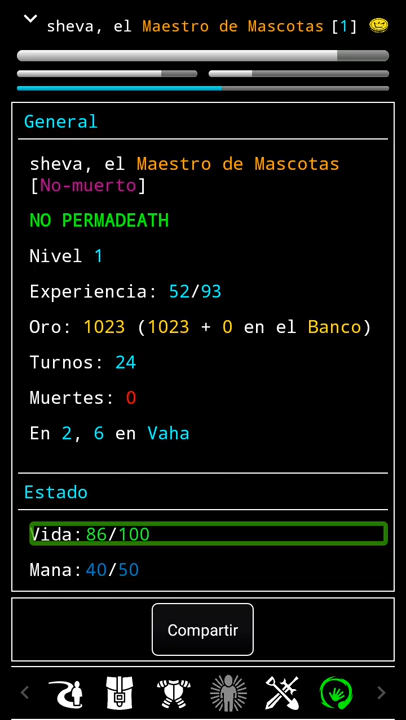 sheva, el Maestro de Mascotas [1]
General
sheva, el Maestro de Mascotas
[No-muerto]
NO PERMADEATH
Nivel 1
Experiencia: 52/93
Oro: 1023 (1023 + 0 en el Banco)
Turnos: 24
Muertes: 0
En 2, 6 en Vaha
Estado
Vida: 86/100
Mana: 40/50
Compartir